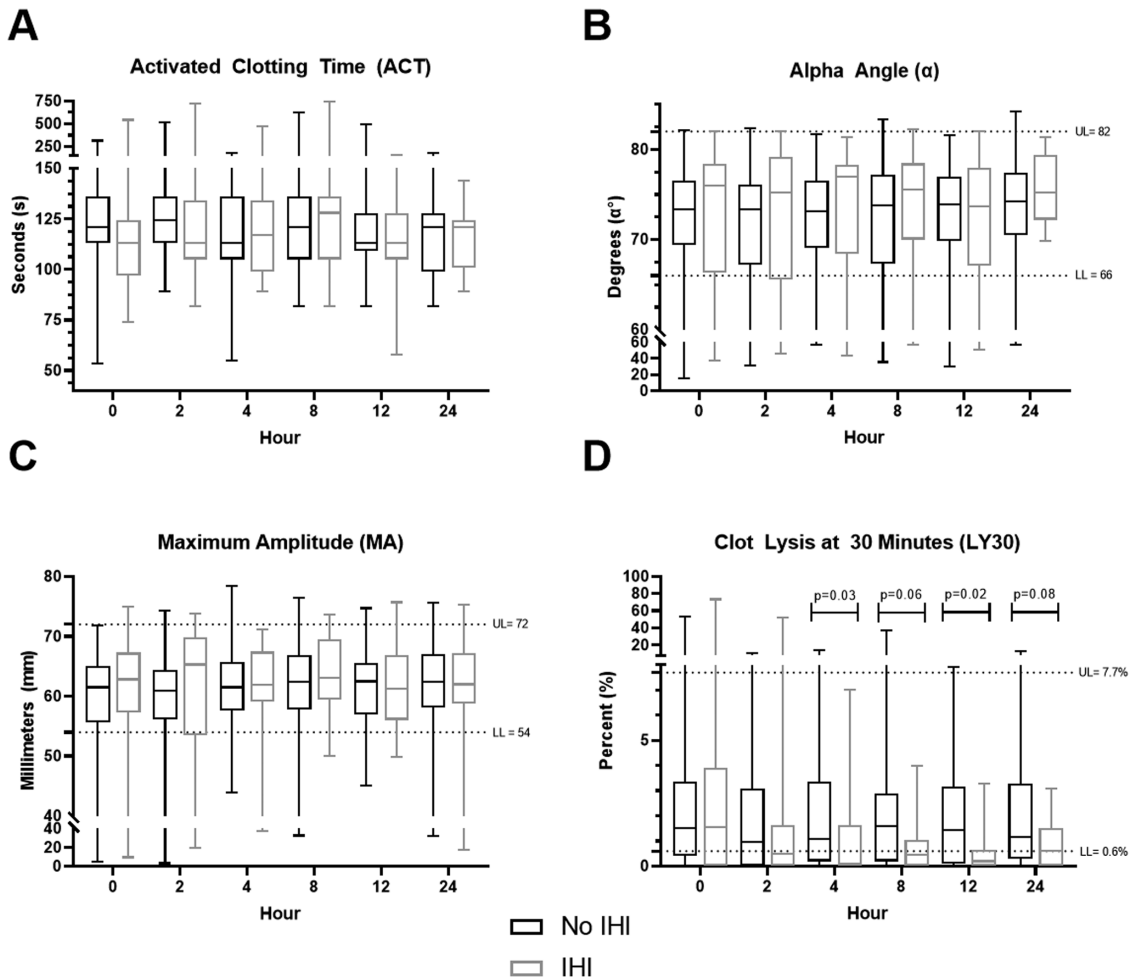 A
Activated Clotting Time (ACT)
750
500
250
150
125
100
75
50
Seconds (s)
0 2 4 8 12 24
Hour
B
Alpha Angle (α)
80
70
60
60
40
20
0
Degrees (α°)
UL= 82
LL = 66
0 2 4 8 12 24
Hour
C
Maximum Amplitude (MA)
80
70
60
50
40
40
20
0
Millimeters (mm)
UL= 72
LL = 54
0 2 4 8 12 24
Hour
D
Clot Lysis at 30 Minutes (LY30)
100
80
60
40
20
5
0
Percent (%)
p=0.03 p=0.06 p=0.02 p=0.08
UL= 7.7%
LL= 0.6%
0 2 4 8 12 24
Hour
No IHI
IHI